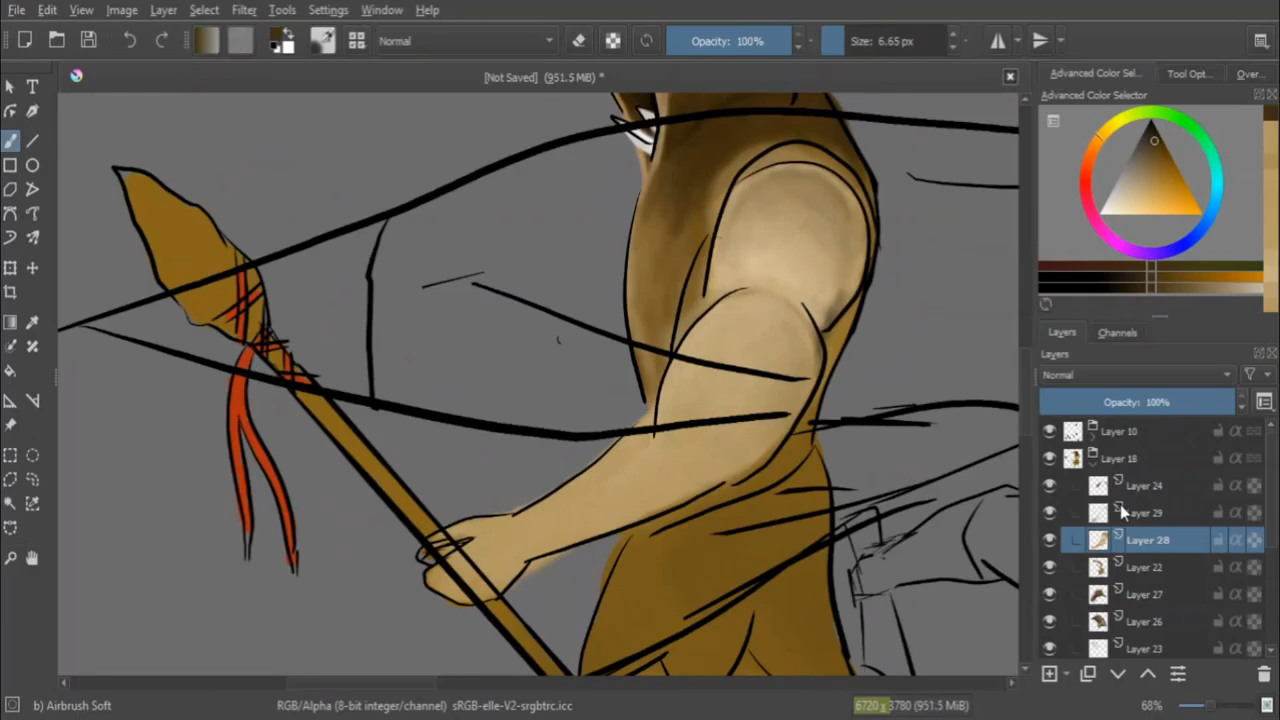 File Edit View Image Layer Select Filter Tools Settings Window Help
Normal Opacity: 100% Size: 6.65 px
[Not Saved] (951.5 MiB) *
Advanced Color Sel... Tool Opt... Over...
Advanced Color Selector
Layers Channels
Layers
Normal
Opacity: 100%
Layer 10
Layer 18
Layer 24
Layer 29
Layer 28
Layer 22
Layer 27
Layer 26
Layer 23
b) Airbrush Soft RGB/Alpha (8-bit integer/channel) sRGB-elle-V2-srgbtrc.icc 6720 x 3780 (951.5 MiB) 68%